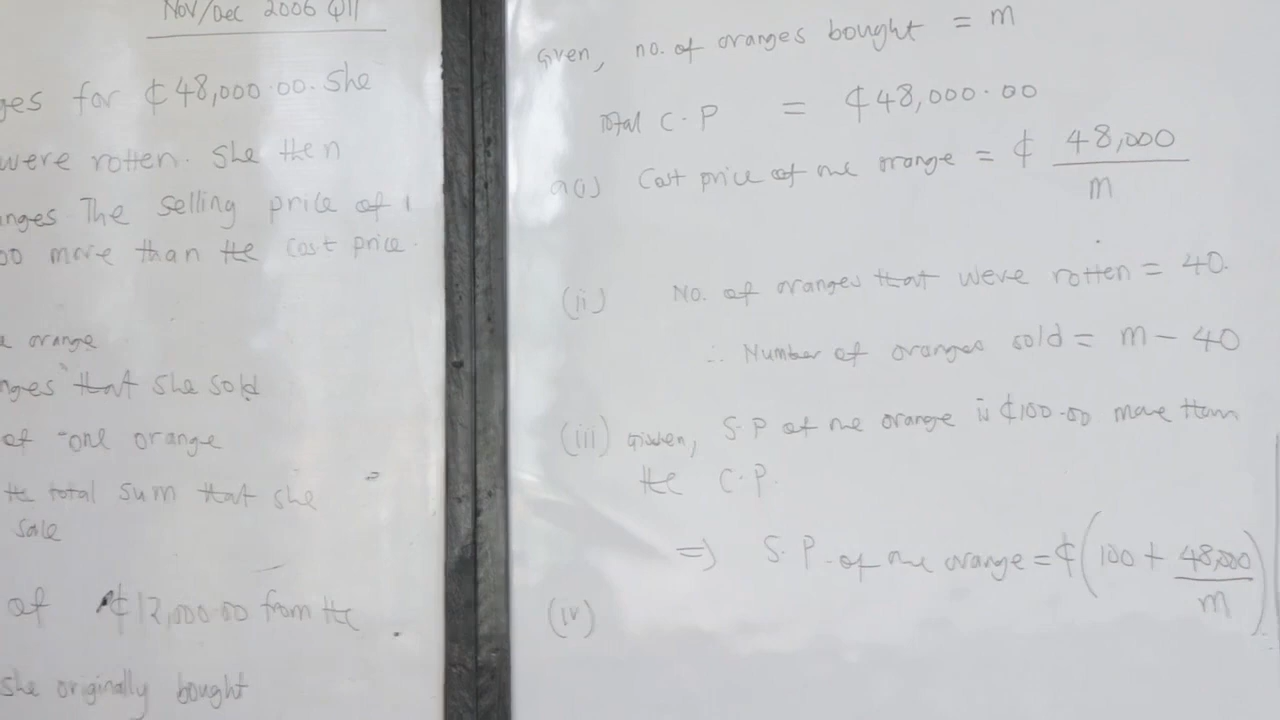 Nov/Dec 2006 Q11
ges for ₵48,000.00. She
were rotten. She then
nges The selling price of 1
00 more than the cost price.
orange
nges that she sold
of one orange
the total sum that she
sale
of ₵12,000.00 from the
she originally bought
Given, no. of oranges bought = m
Total C.P = ₵48,000.00
a(i) Cost price of one orange = ₵ 48,000/m
(ii) No. of oranges that were rotten = 40.
∴ Number of oranges sold = m - 40
(iii) Given, S.P of one orange is ₵100.00 more than
the C.P.
=> S.P. of one orange = ₵(100 + 48,000/m)
(iv)